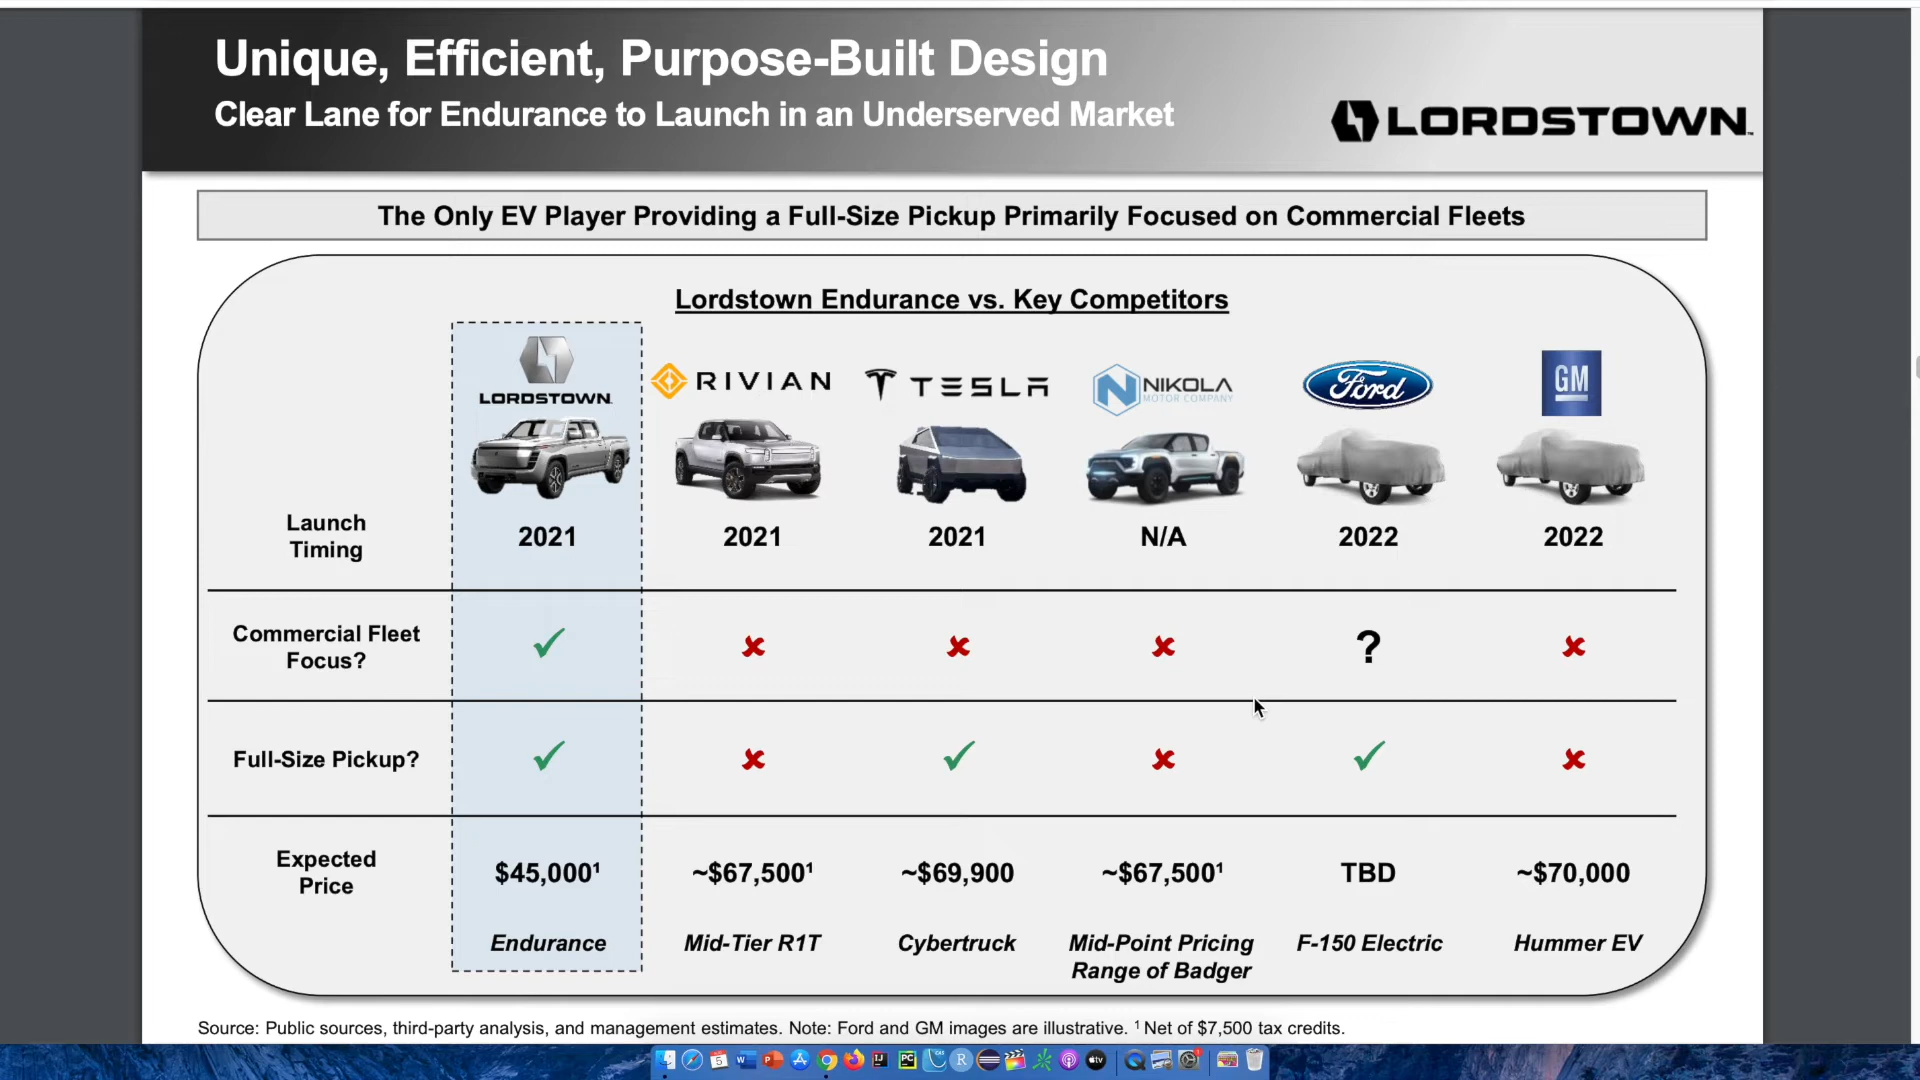 Unique, Efficient, Purpose-Built Design
Clear Lane for Endurance to Launch in an Underserved Market
LORDSTOWN™
The Only EV Player Providing a Full-Size Pickup Primarily Focused on Commercial Fleets
Lordstown Endurance vs. Key Competitors
LORDSTOWN
RIVIAN
TESLA
NIKOLA
MOTOR COMPANY
Ford
GM
Launch
Timing
2021
2021
2021
N/A
2022
2022
Commercial Fleet
Focus?
✓
✘
✘
✘
?
✘
Full-Size Pickup?
✓
✘
✓
✘
✓
✘
Expected
Price
$45,000¹
~$67,500¹
~$69,900
~$67,500¹
TBD
~$70,000
Endurance
Mid-Tier R1T
Cybertruck
Mid-Point Pricing
Range of Badger
F-150 Electric
Hummer EV
Source: Public sources, third-party analysis, and management estimates. Note: Ford and GM images are illustrative. ¹ Net of $7,500 tax credits.